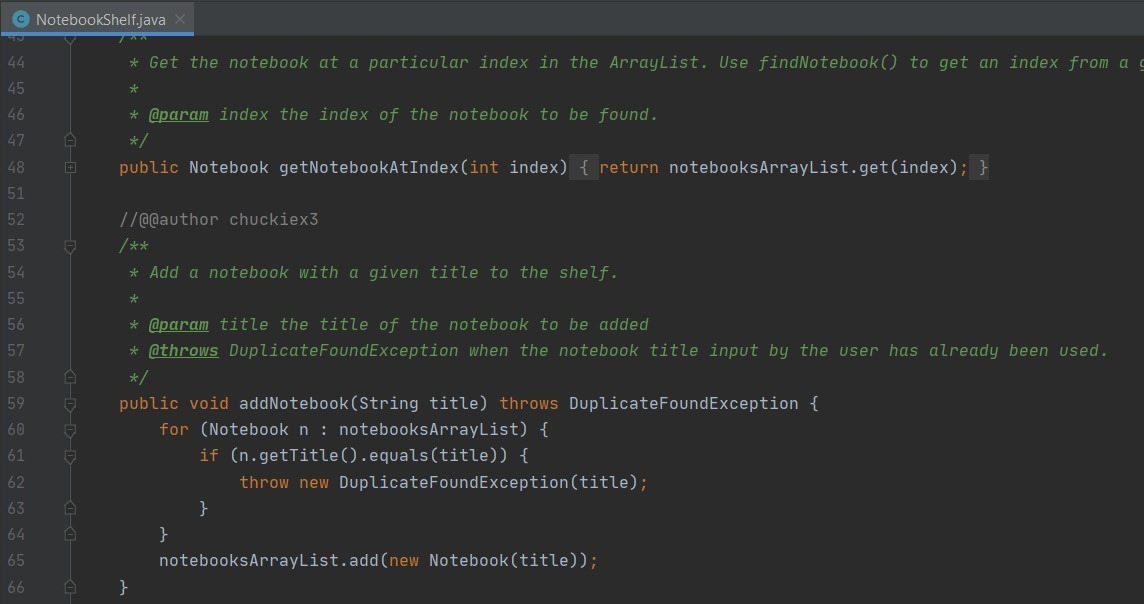 NotebookShelf.java
43 /**
44 * Get the notebook at a particular index in the ArrayList. Use findNotebook() to get an index from a
45 *
46 * @param index the index of the notebook to be found.
47 */
48 public Notebook getNotebookAtIndex(int index) { return notebooksArrayList.get(index); }
51
52 //@@author chuckiex3
53 /**
54 * Add a notebook with a given title to the shelf.
55 *
56 * @param title the title of the notebook to be added
57 * @throws DuplicateFoundException when the notebook title input by the user has already been used.
58 */
59 public void addNotebook(String title) throws DuplicateFoundException {
60 for (Notebook n : notebooksArrayList) {
61 if (n.getTitle().equals(title)) {
62 throw new DuplicateFoundException(title);
63 }
64 }
65 notebooksArrayList.add(new Notebook(title));
66 }